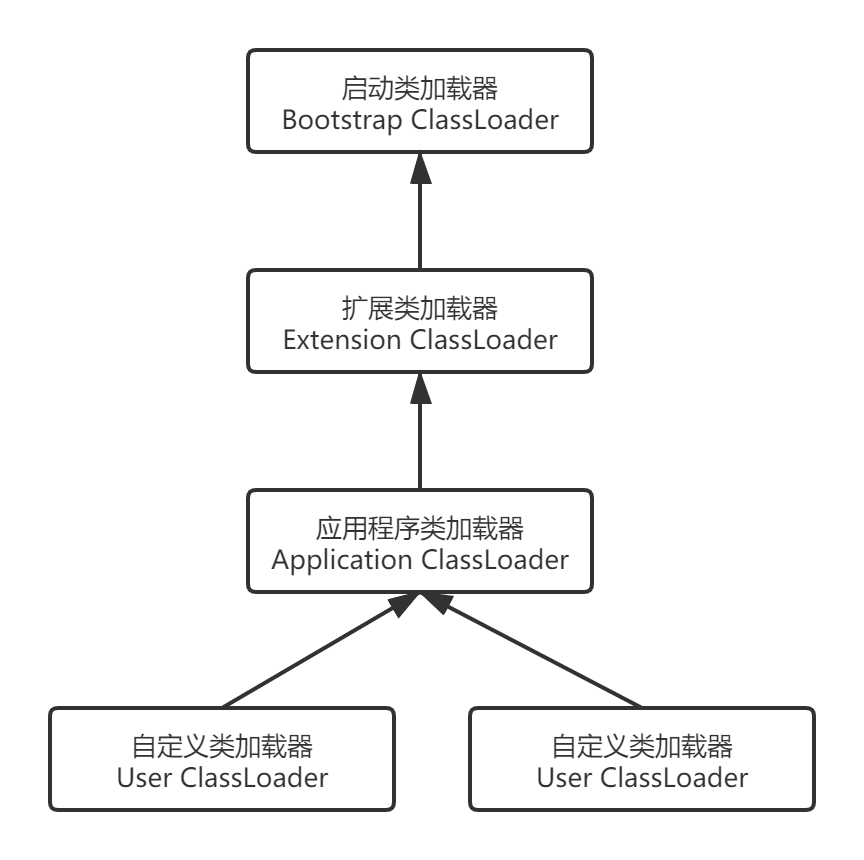 启动类加载器
Bootstrap ClassLoader
扩展类加载器
Extension ClassLoader
应用程序类加载器
Application ClassLoader
自定义类加载器
User ClassLoader
自定义类加载器
User ClassLoader